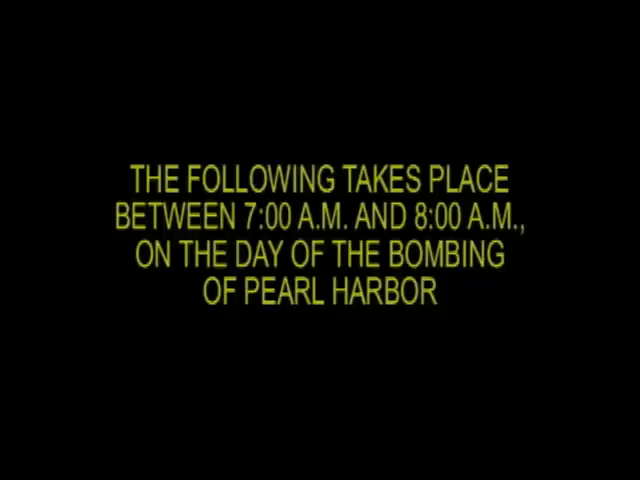 THE FOLLOWING TAKES PLACE
BETWEEN 7:00 A.M. AND 8:00 A.M.,
ON THE DAY OF THE BOMBING
OF PEARL HARBOR